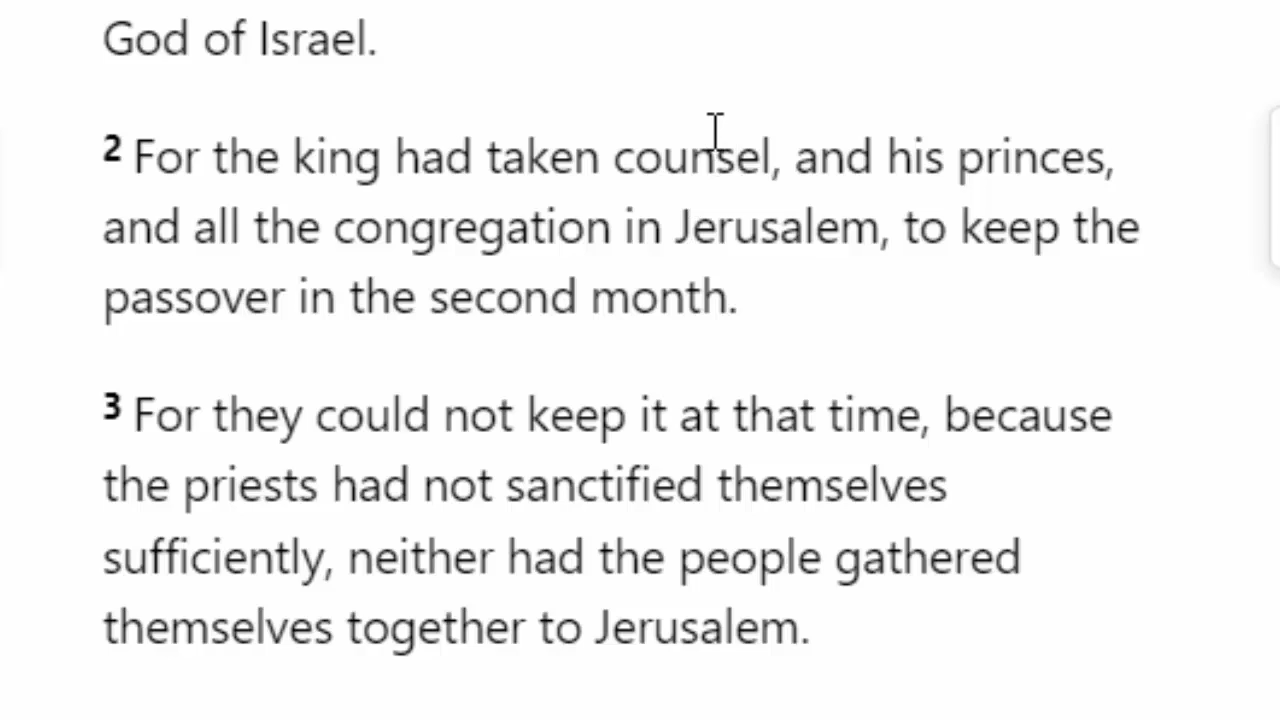 God of Israel.
2 For the king had taken counsel, and his princes,
and all the congregation in Jerusalem, to keep the
passover in the second month.
3 For they could not keep it at that time, because
the priests had not sanctified themselves
sufficiently, neither had the people gathered
themselves together to Jerusalem.